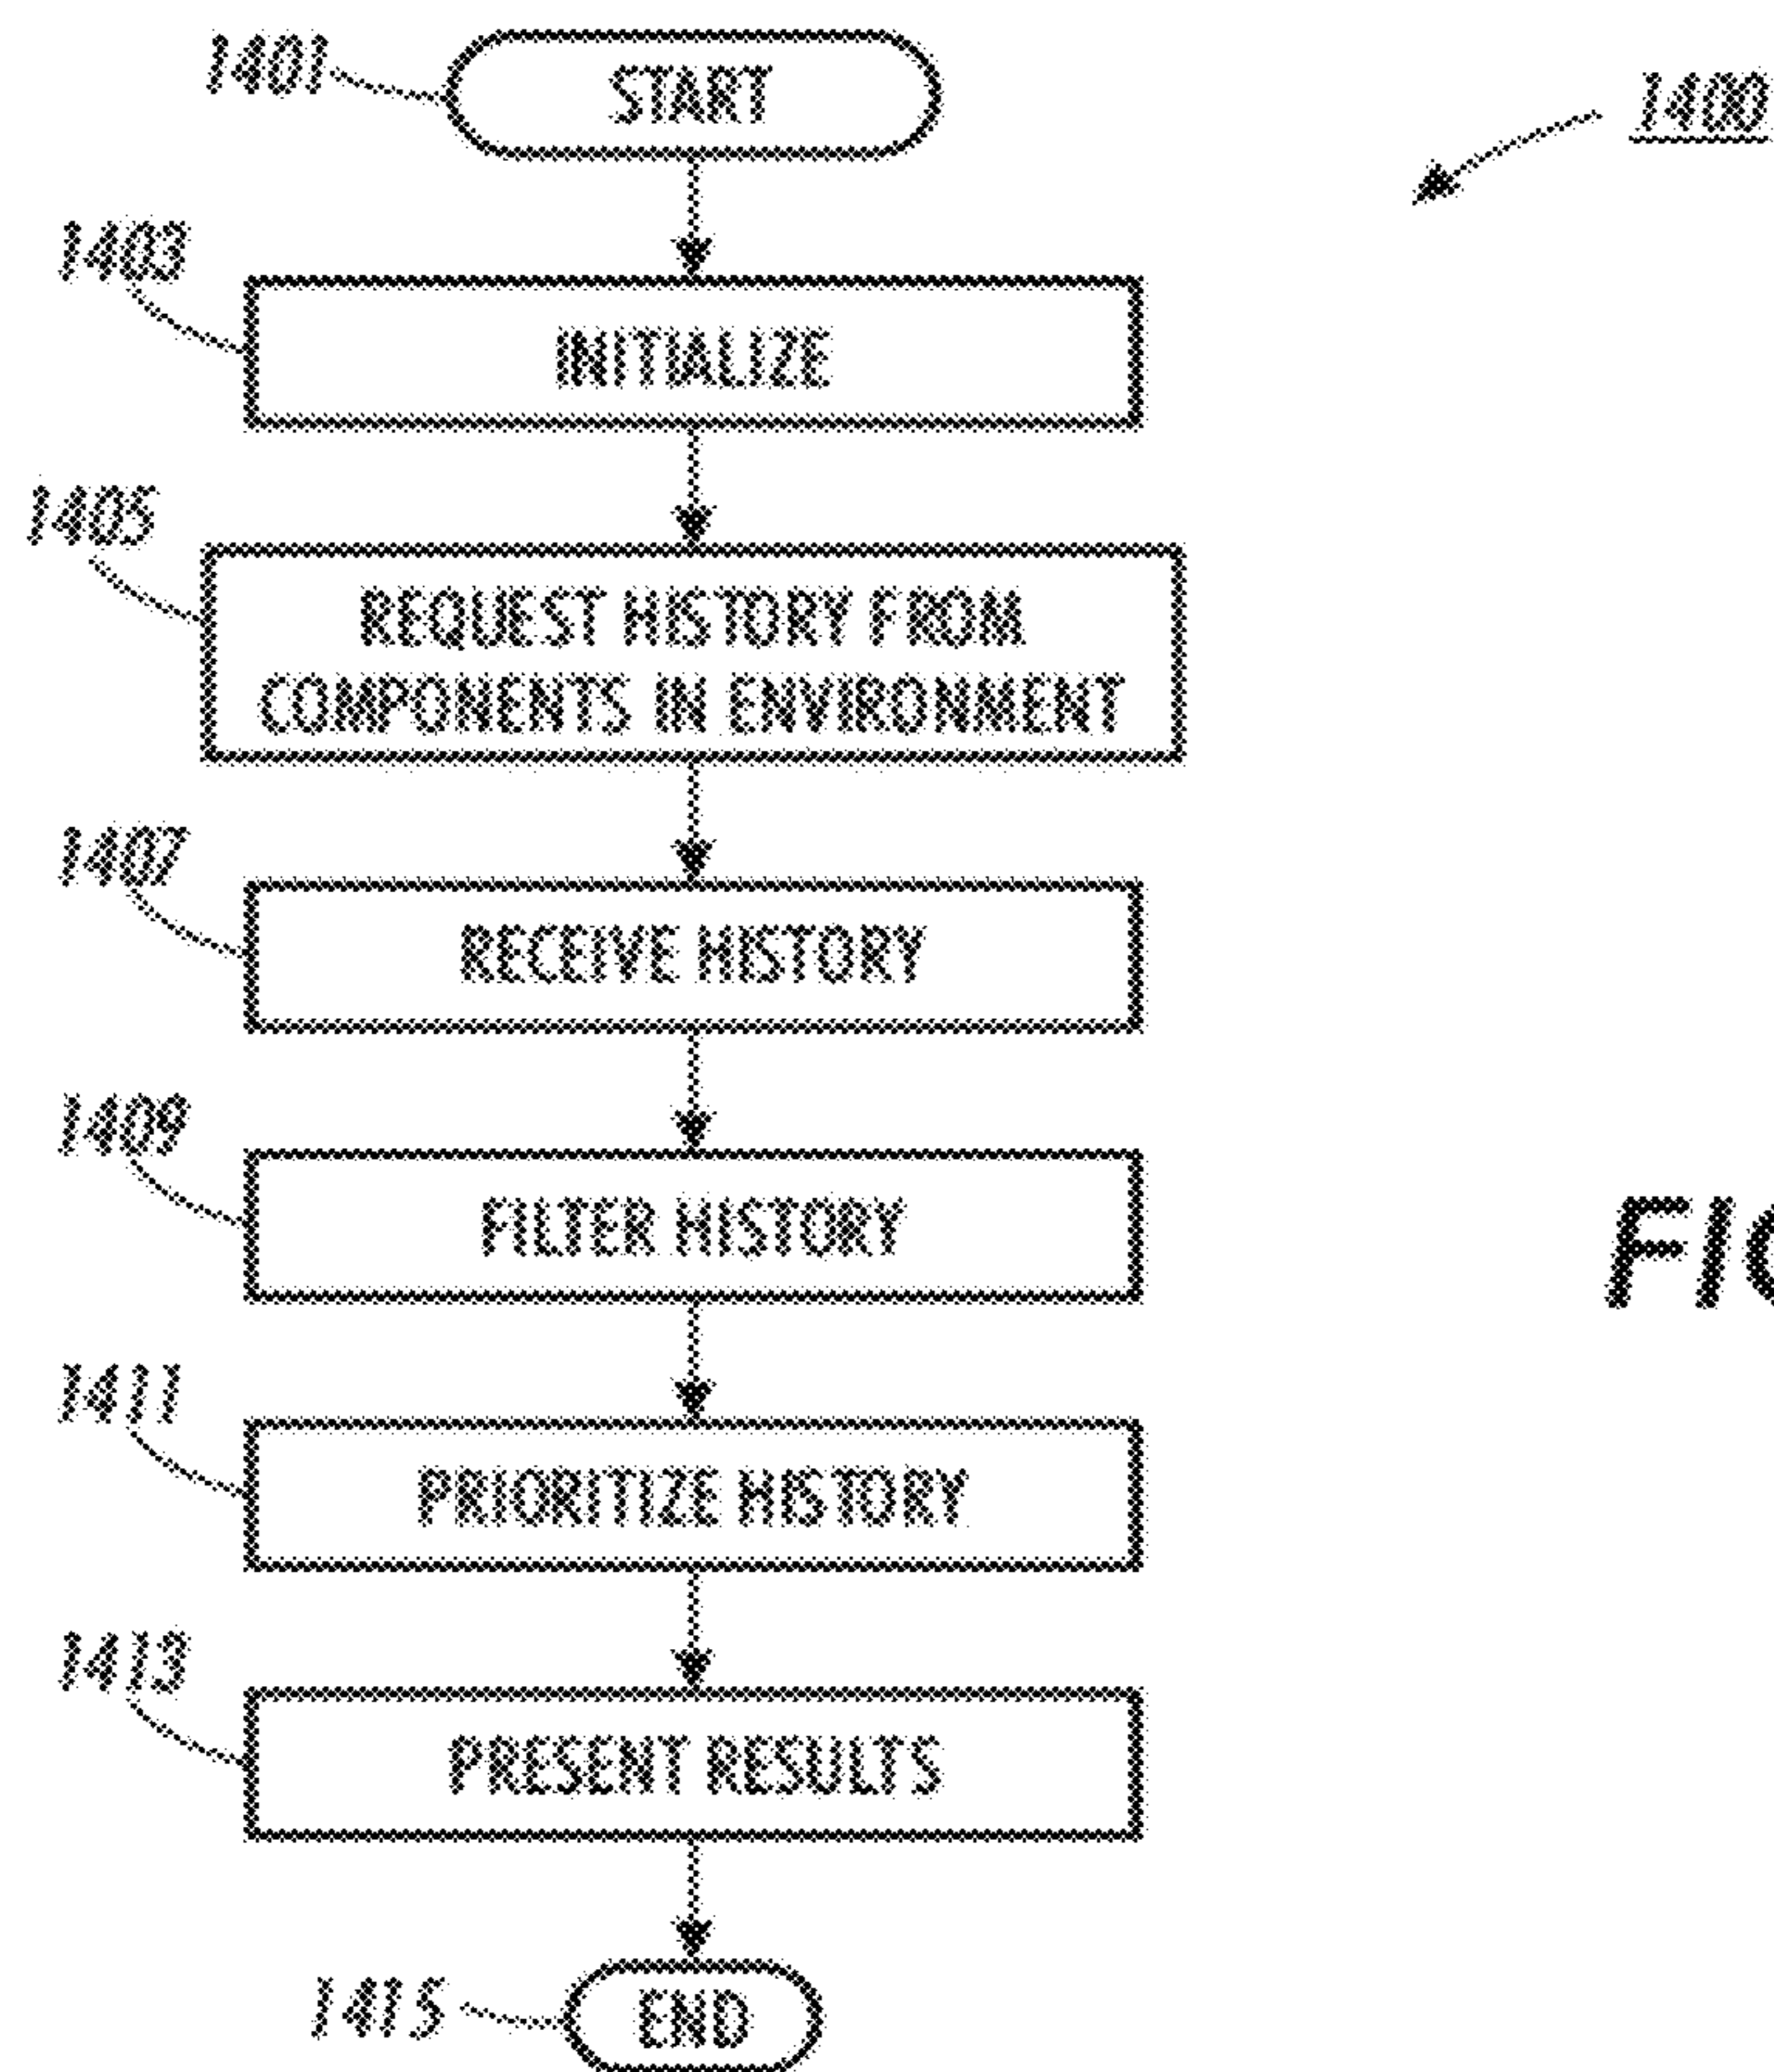 1401
START
1400
1403
INITIALIZE
1405
REQUEST HISTORY FROM
COMPONENTS IN ENVIRONMENT
1407
RECEIVE HISTORY
1409
FILTER HISTORY
FIG
1411
PRIORITIZE HISTORY
1413
PRESENT RESULTS
1415
END